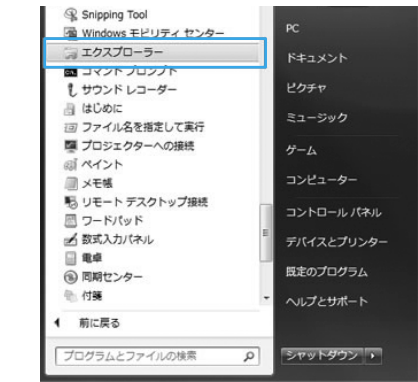 Snipping Tool
Windows モビリティ センター
エクスプローラー
コマンド プロンプト
サウンド レコーダー
はじめに
ファイル名を指定して実行
プロジェクターへの接続
ペイント
メモ帳
リモート デスクトップ接続
ワードパッド
数式入力パネル
電卓
同期センター
付箋
前に戻る
プログラムとファイルの検索
PC
ドキュメント
ピクチャ
ミュージック
ゲーム
コンピューター
コントロール パネル
デバイスとプリンター
既定のプログラム
ヘルプとサポート
シャットダウン